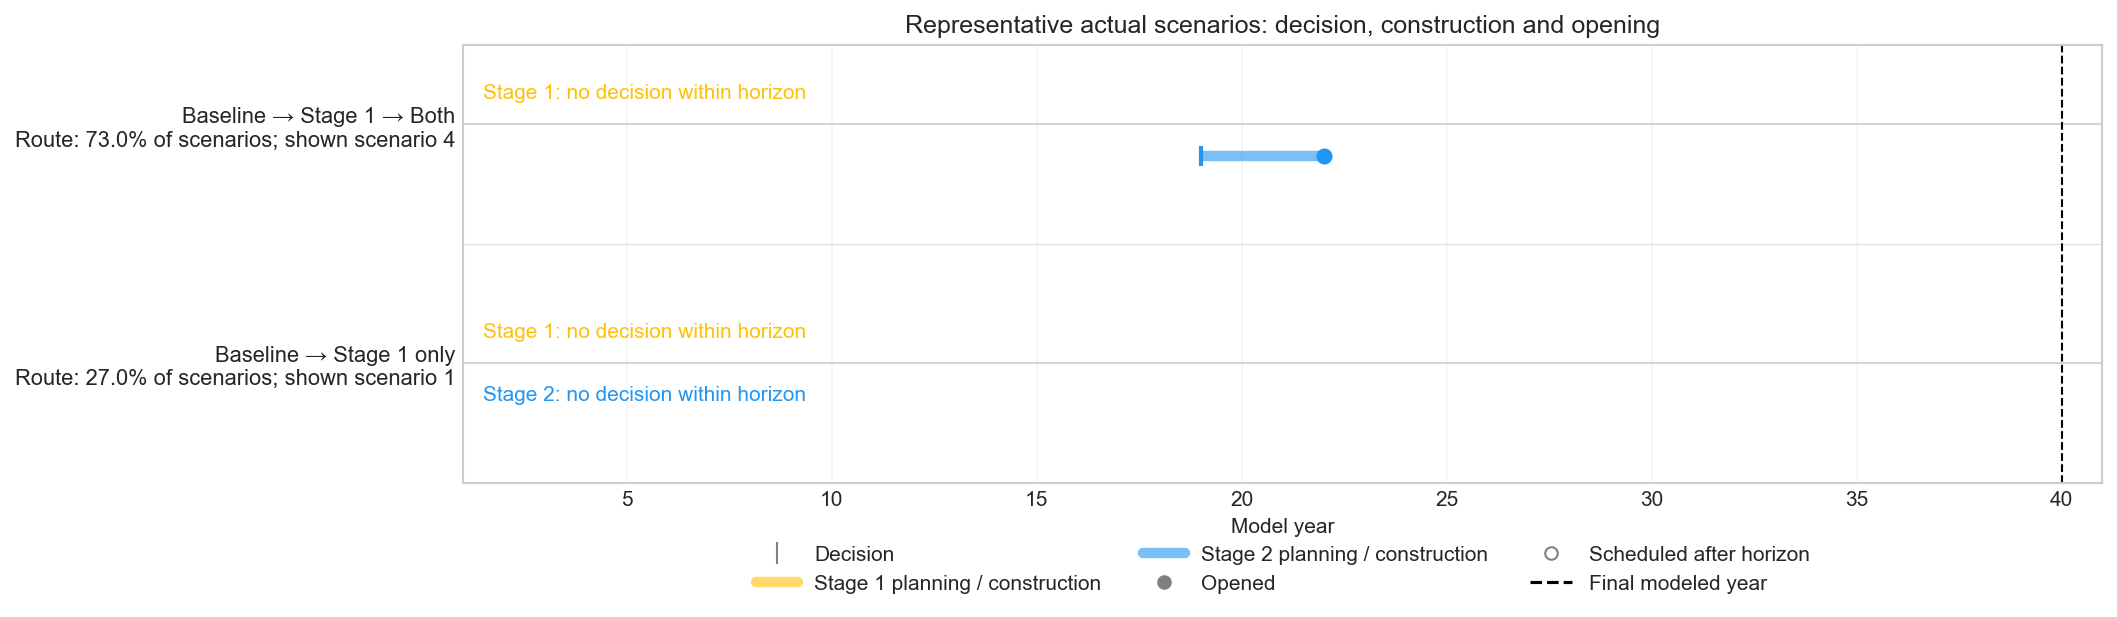 Representative actual scenarios: decision, construction and opening
Stage 1: no decision within horizon
Baseline → Stage 1 → Both
Route: 73.0% of scenarios; shown scenario 4
Stage 1: no decision within horizon
Baseline → Stage 1 only
Route: 27.0% of scenarios; shown scenario 1
Stage 2: no decision within horizon
5 10 15 20 25 30 35 40
Model year
Decision
Stage 1 planning / construction
Stage 2 planning / construction
Opened
Scheduled after horizon
Final modeled year